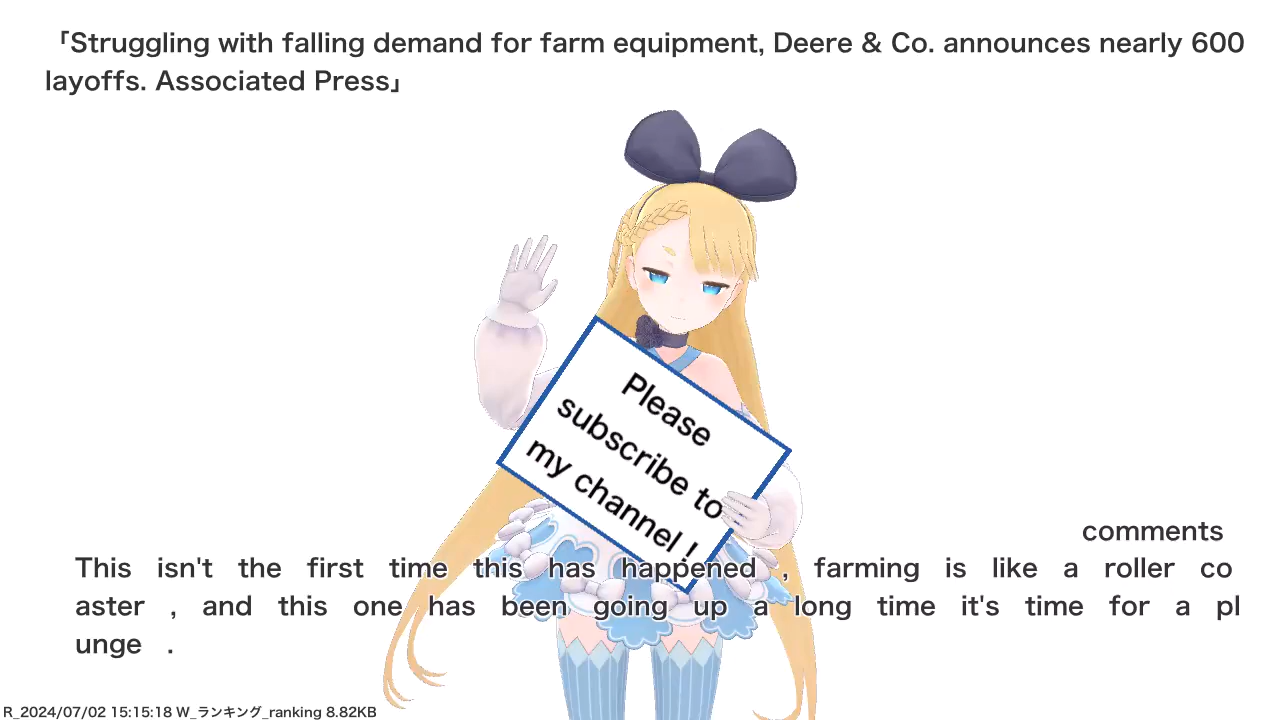 「Struggling with falling demand for farm equipment, Deere & Co. announces nearly 600
layoffs. Associated Press」
Please
subscribe to
my channel !
comments
This isn't the first time this has happened , farming is like a roller co
aster , and this one has been going up a long time it's time for a pl
unge .
R_2024/07/02 15:15:18 W_ランキング_ranking 8.82KB